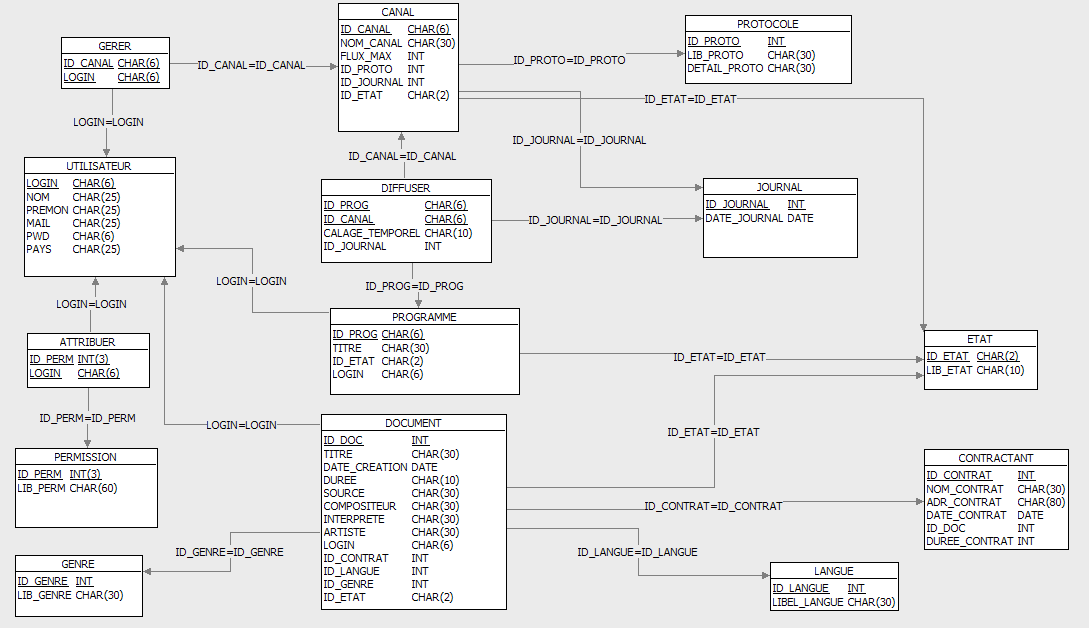 GERER
ID_CANAL CHAR(6)
LOGIN CHAR(6)
ID_CANAL=ID_CANAL
LOGIN=LOGIN
CANAL
ID_CANAL CHAR(6)
NOM_CANAL CHAR(30)
FLUX_MAX INT
ID_PROTO INT
ID_JOURNAL INT
ID_ETAT CHAR(2)
ID_PROTO=ID_PROTO
PROTOCOLE
ID_PROTO INT
LIB_PROTO CHAR(30)
DETAIL_PROTO CHAR(30)
ID_ETAT=ID_ETAT
ID_JOURNAL=ID_JOURNAL
ID_CANAL=ID_CANAL
UTILISATEUR
LOGIN CHAR(6)
NOM CHAR(25)
PREMON CHAR(25)
MAIL CHAR(25)
PWD CHAR(6)
PAYS CHAR(25)
DIFFUSER
ID_PROG CHAR(6)
ID_CANAL CHAR(6)
CALAGE_TEMPOREL CHAR(10)
ID_JOURNAL INT
ID_JOURNAL=ID_JOURNAL
JOURNAL
ID_JOURNAL INT
DATE_JOURNAL DATE
LOGIN=LOGIN
ID_PROG=ID_PROG
LOGIN=LOGIN
PROGRAMME
ID_PROG CHAR(6)
TITRE CHAR(30)
ID_ETAT CHAR(2)
LOGIN CHAR(6)
ID_ETAT=ID_ETAT
ETAT
ID_ETAT CHAR(2)
LIB_ETAT CHAR(10)
ATTRIBUER
ID_PERM INT(3)
LOGIN CHAR(6)
ID_PERM=ID_PERM
LOGIN=LOGIN
PERMISSION
ID_PERM INT(3)
LIB_PERM CHAR(60)
DOCUMENT
ID_DOC INT
TITRE CHAR(30)
DATE_CREATION DATE
DUREE CHAR(10)
SOURCE CHAR(30)
COMPOSITEUR CHAR(30)
INTERPRETE CHAR(30)
ARTISTE CHAR(30)
LOGIN CHAR(6)
ID_CONTRAT INT
ID_LANGUE INT
ID_GENRE INT
ID_ETAT CHAR(2)
ID_ETAT=ID_ETAT
ID_CONTRAT=ID_CONTRAT
CONTRACTANT
ID_CONTRAT INT
NOM_CONTRAT CHAR(30)
ADR_CONTRAT CHAR(80)
DATE_CONTRAT DATE
ID_DOC INT
DUREE_CONTRAT INT
ID_GENRE=ID_GENRE
ID_LANGUE=ID_LANGUE
GENRE
ID_GENRE INT
LIB_GENRE CHAR(30)
LANGUE
ID_LANGUE INT
LIBEL_LANGUE CHAR(30)